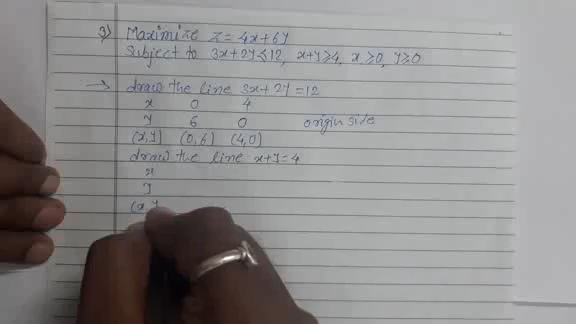 3) Maximize z = 4x+6y
Subject to 3x+2y≤12, x+y≥4, x≥0, y≥0
→ draw the line 3x+2y=12
x 0 4
y 6 0 origin side
(x,y) (0,6) (4,0)
draw the line x+y=4
x
y
(x,y